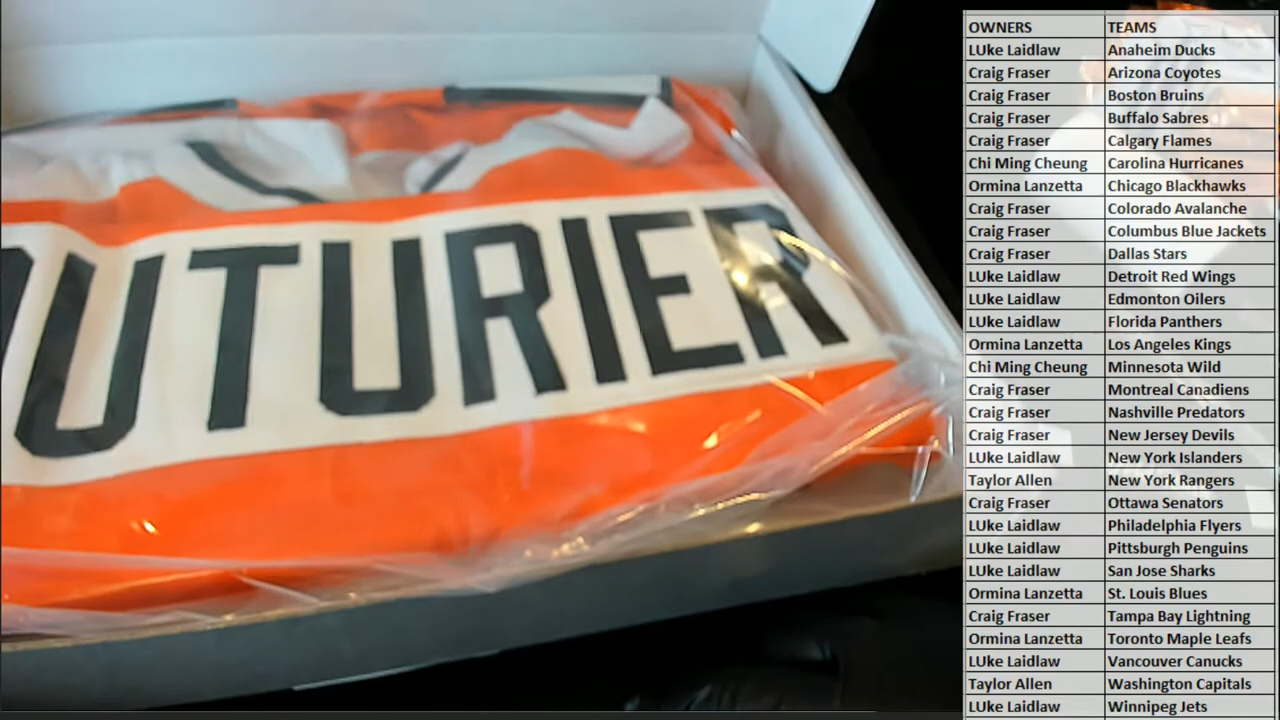 OUTURIER
OWNERS TEAMS
LUke Laidlaw Anaheim Ducks
Craig Fraser Arizona Coyotes
Craig Fraser Boston Bruins
Craig Fraser Buffalo Sabres
Craig Fraser Calgary Flames
Chi Ming Cheung Carolina Hurricanes
Ormina Lanzetta Chicago Blackhawks
Craig Fraser Colorado Avalanche
Craig Fraser Columbus Blue Jackets
Craig Fraser Dallas Stars
LUke Laidlaw Detroit Red Wings
LUke Laidlaw Edmonton Oilers
LUke Laidlaw Florida Panthers
Ormina Lanzetta Los Angeles Kings
Chi Ming Cheung Minnesota Wild
Craig Fraser Montreal Canadiens
Craig Fraser Nashville Predators
Craig Fraser New Jersey Devils
LUke Laidlaw New York Islanders
Taylor Allen New York Rangers
Craig Fraser Ottawa Senators
LUke Laidlaw Philadelphia Flyers
LUke Laidlaw Pittsburgh Penguins
LUke Laidlaw San Jose Sharks
Ormina Lanzetta St. Louis Blues
Craig Fraser Tampa Bay Lightning
Ormina Lanzetta Toronto Maple Leafs
LUke Laidlaw Vancouver Canucks
Taylor Allen Washington Capitals
LUke Laidlaw Winnipeg Jets